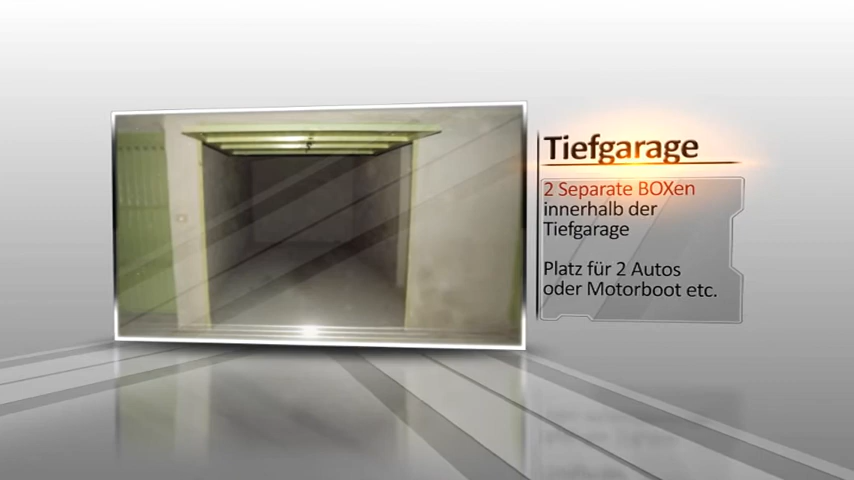 Tiefgarage
2 Separate BOXen
innerhalb der
Tiefgarage
Platz für 2 Autos
oder Motorboot etc.